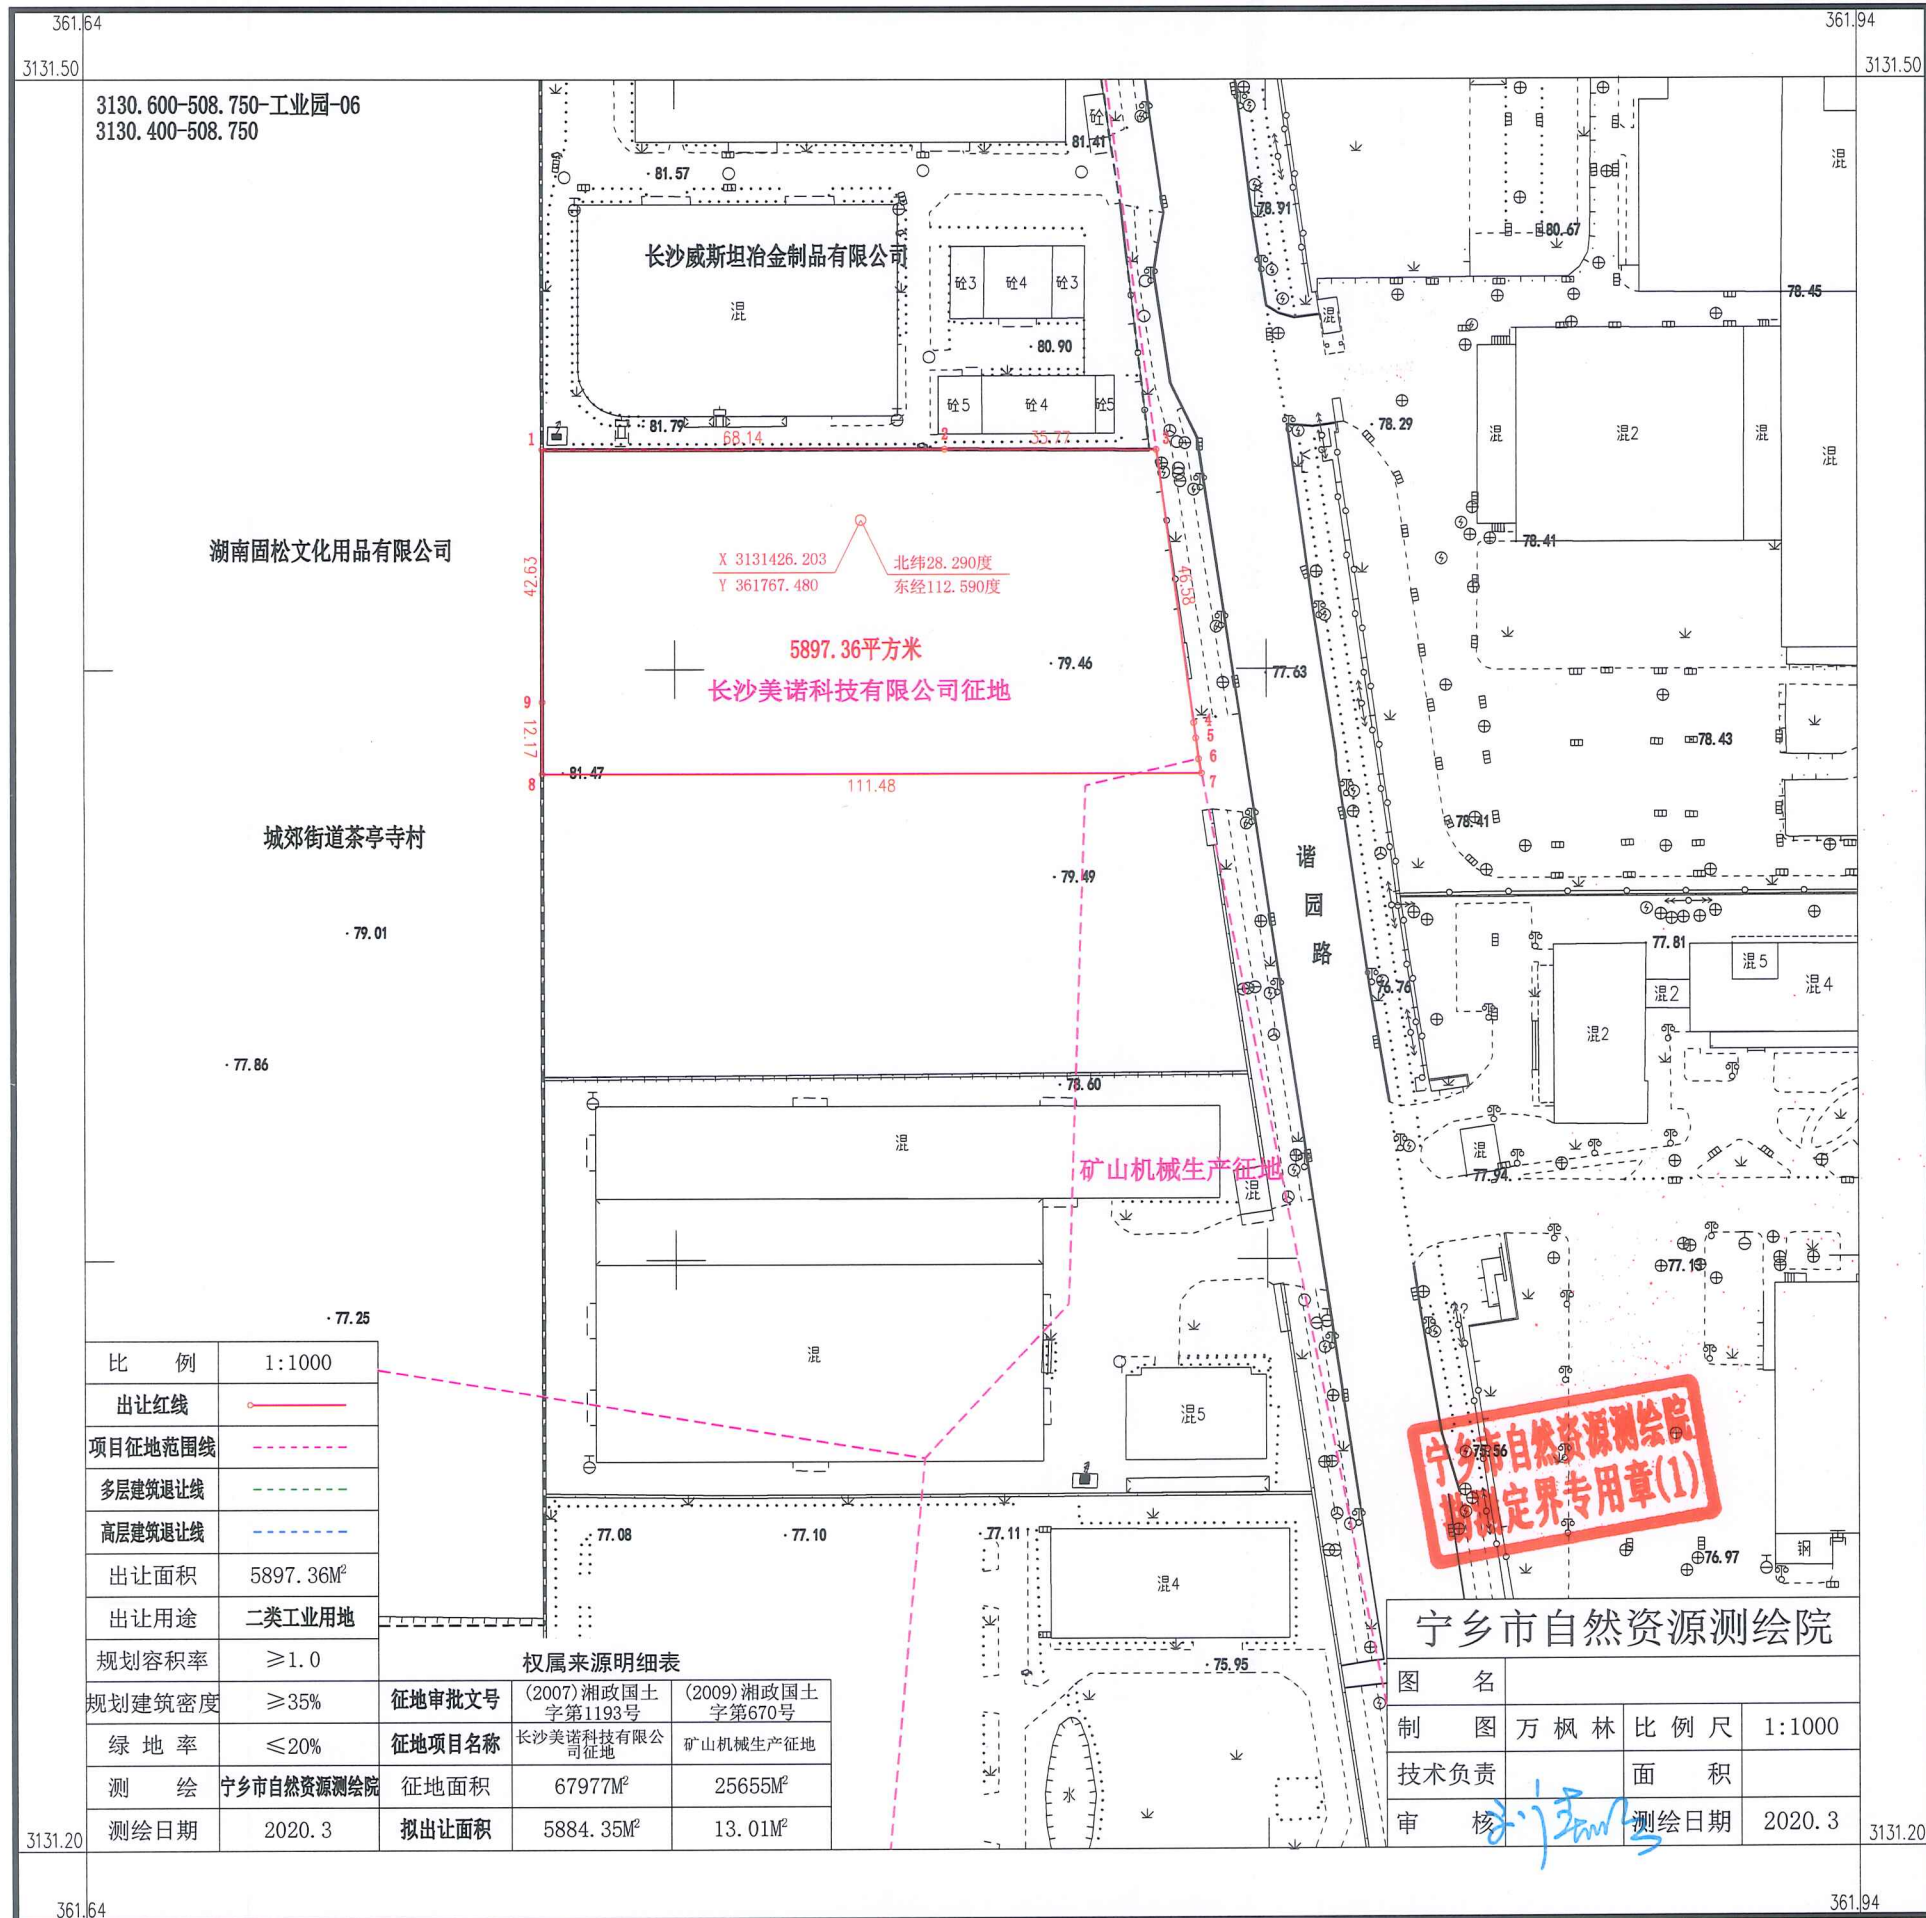 361.64
361.94
3131.50
3131.50
3130.600-508.750-工业园-06
3130.400-508.750
砼
81.41
81.57
混
78.91
80.67
长沙威斯坦冶金制品有限公司
混
砼3
砼4
砼3
78.45
混
80.90
砼5
砼4
砼5
81.79
78.29
混
混2
混
混
1
68.14
2
35.77
3
湖南固松文化用品有限公司
42.63
X 3131426.203
Y 361767.480
北纬28.290度
东经112.590度
46.58
78.41
5897.36平方米
79.46
77.63
长沙美诺科技有限公司征地
9
4
12.17
5
78.43
6
81.47
8
111.48
7
城郊街道茶亭寺村
78.41
谐园路
79.49
79.01
77.81
混5
混4
混2
76.76
混2
77.86
78.60
混
混
矿山机械生产征地
77.94
混
77.13
77.25
混
混5
75.56
宁乡市自然资源测绘院
勘测定界专用章(1)
77.08
77.10
77.11
76.97
钢
混4
75.95
水
比例 1:1000
出让红线
项目征地范围线
多层建筑退让线
高层建筑退让线
出让面积 5897.36M²
出让用途 二类工业用地
规划容积率 ≥1.0
规划建筑密度 ≥35%
绿地率 ≤20%
测绘 宁乡市自然资源测绘院
测绘日期 2020.3
权属来源明细表
征地审批文号 (2007)湘政国土字第1193号 (2009)湘政国土字第670号
征地项目名称 长沙美诺科技有限公司征地 矿山机械生产征地
征地面积 67977M² 25655M²
拟出让面积 5884.35M² 13.01M²
宁乡市自然资源测绘院
图名
制图 万枫林 比例尺 1:1000
技术负责 面积
审核 测绘日期 2020.3
3131.20
3131.20
361.64
361.94